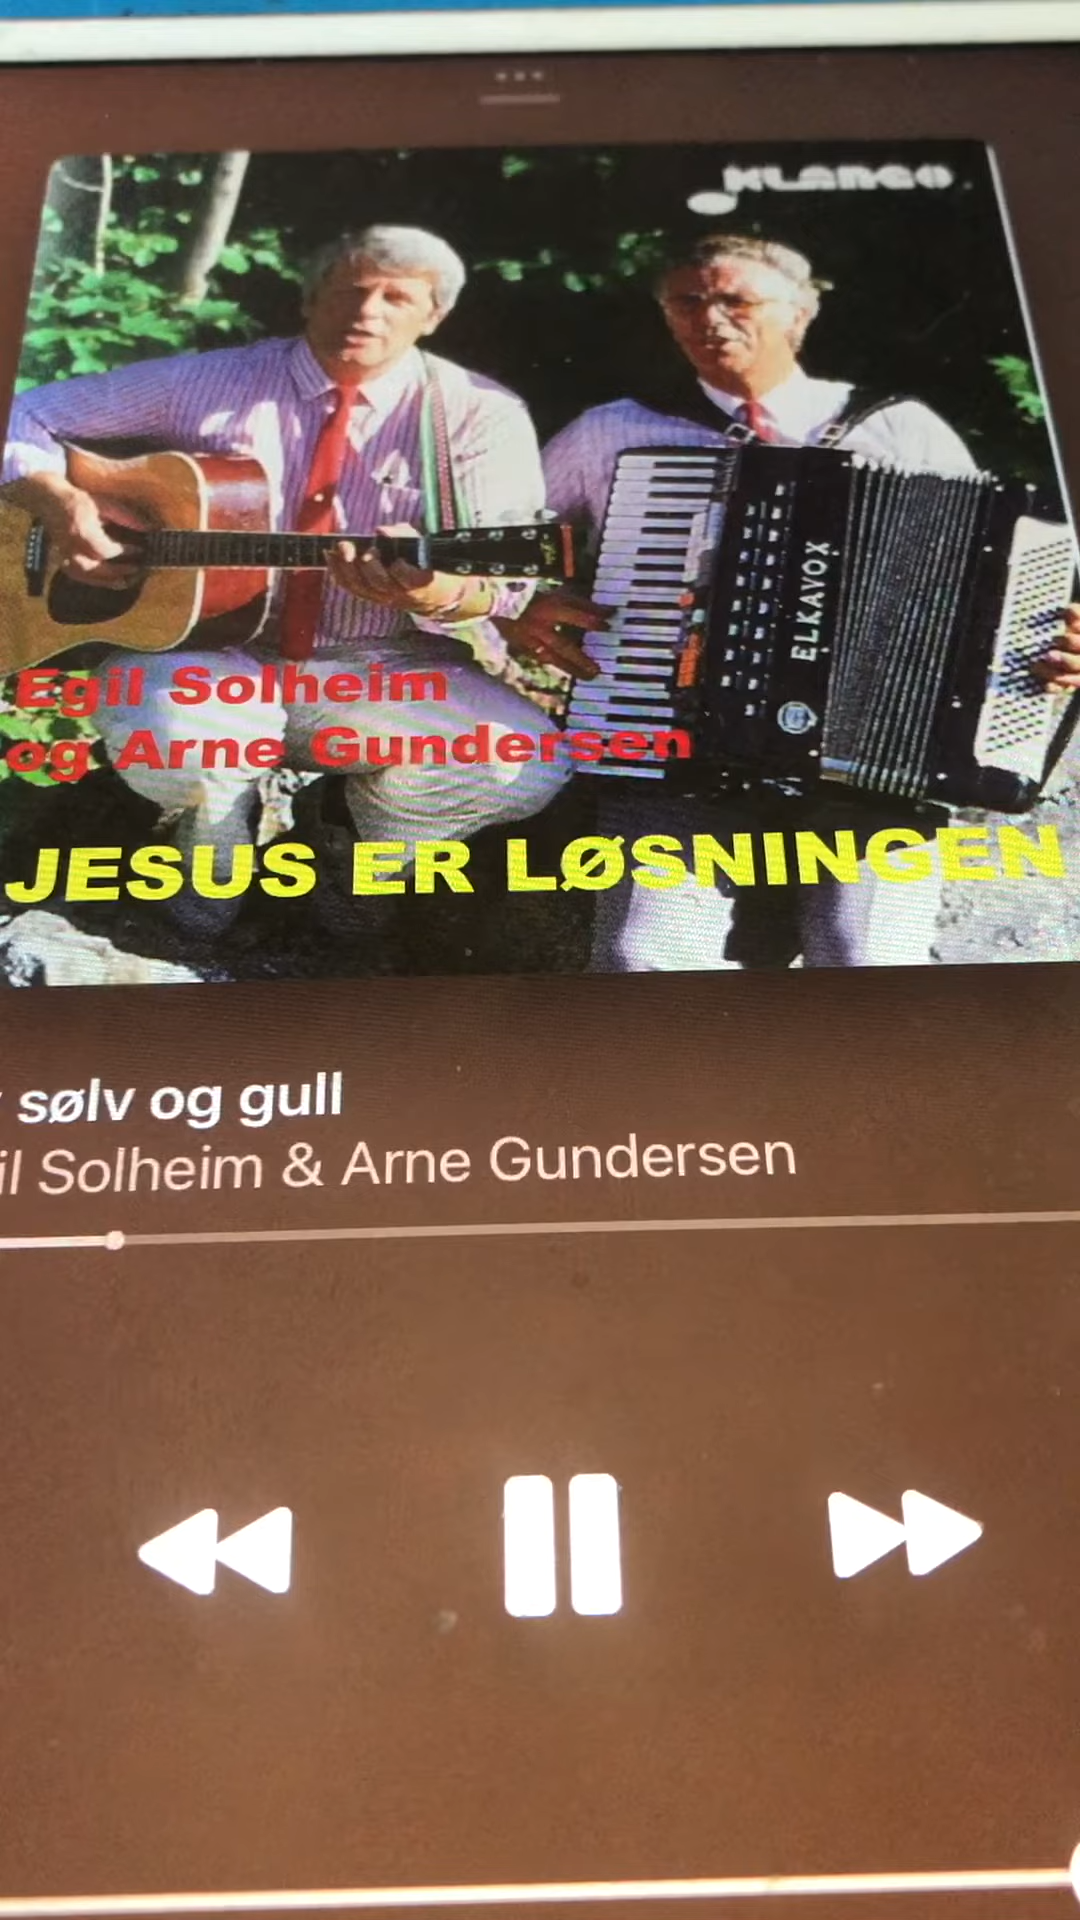 KLANGO
ELKAVOX
Egil Solheim
og Arne Gundersen
JESUS ER LØSNINGEN
sølv og gull
il Solheim & Arne Gundersen